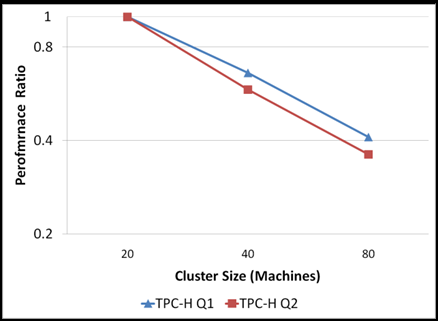 1
0.8
Perofmrnace Ratio
0.4
0.2
20 40 80
Cluster Size (Machines)
TPC-H Q1 TPC-H Q2